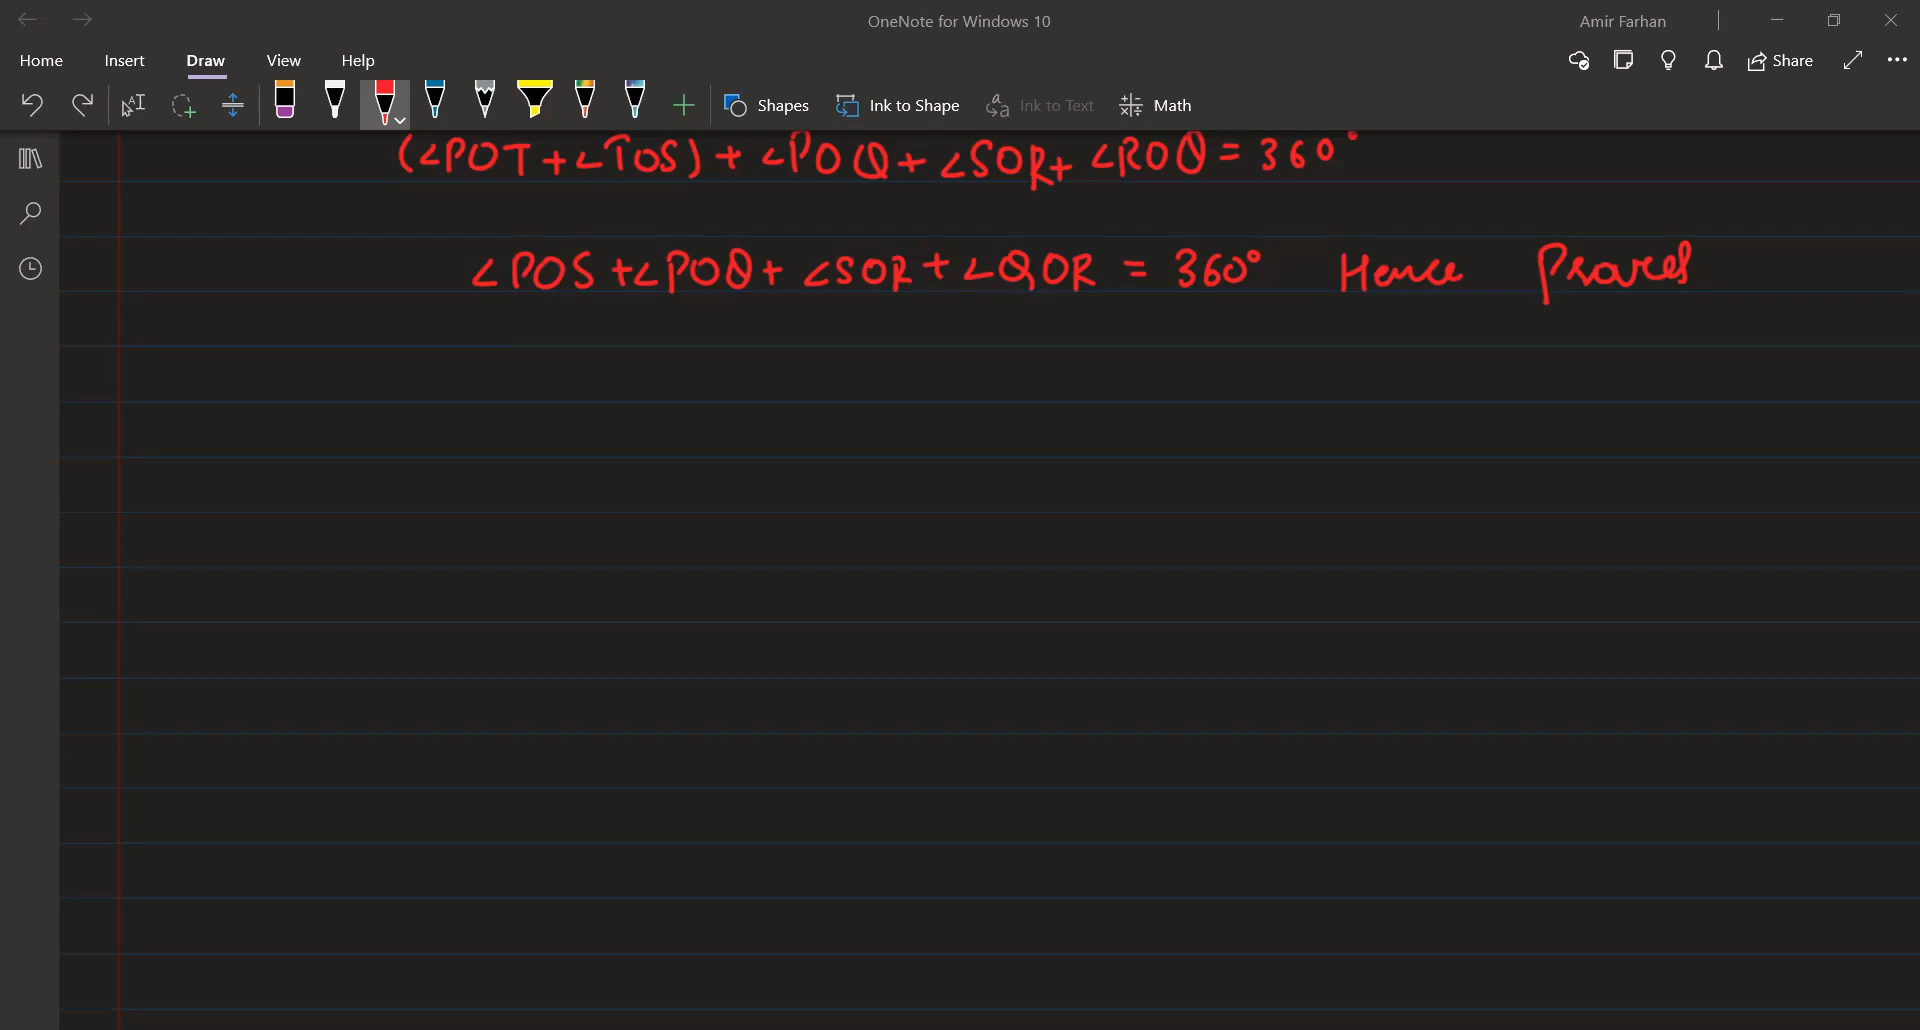 OneNote for Windows 10
Amir Farhan
Home Insert Draw View Help
Share
Shapes Ink to Shape Ink to Text Math
(∠POT+∠TOS) + ∠POQ+ ∠SOR+ ∠ROQ = 360°
∠POS +∠POQ+ ∠SOR + ∠QOR = 360° Hence Proved